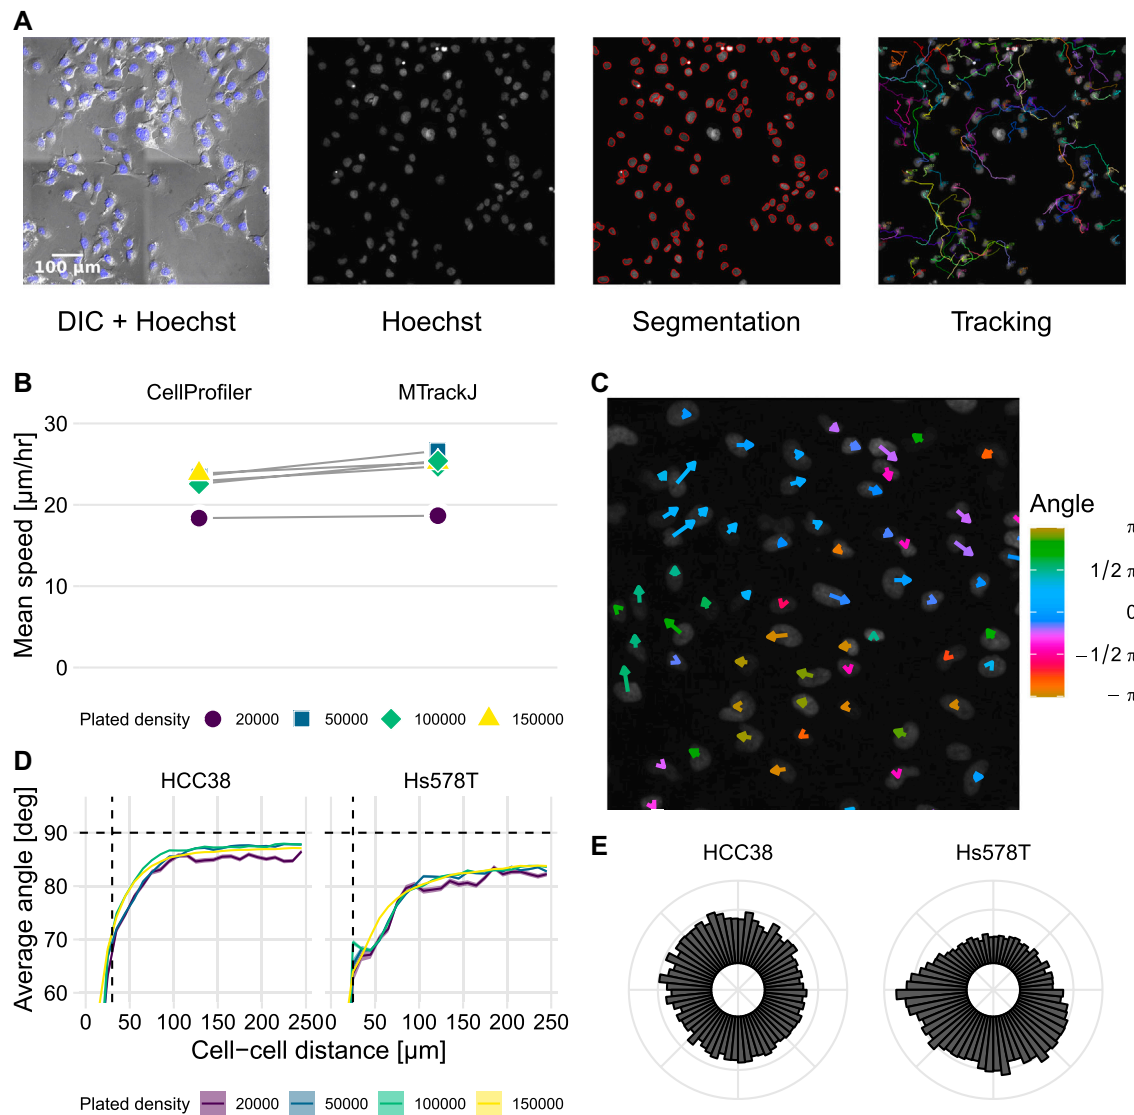 A
100 μm
DIC + Hoechst
Hoechst
Segmentation
Tracking
B
CellProfiler
MTrackJ
Mean speed [μm/hr]
30
20
10
0
Plated density
20000
50000
100000
150000
C
Angle
π
1/2 π
0
−1/2 π
− π
D
HCC38
Hs578T
Average angle [deg]
90
80
70
60
0 50 100 150 200 250
0 50 100 150 200 250
Cell−cell distance [μm]
Plated density
20000
50000
100000
150000
E
HCC38
Hs578T